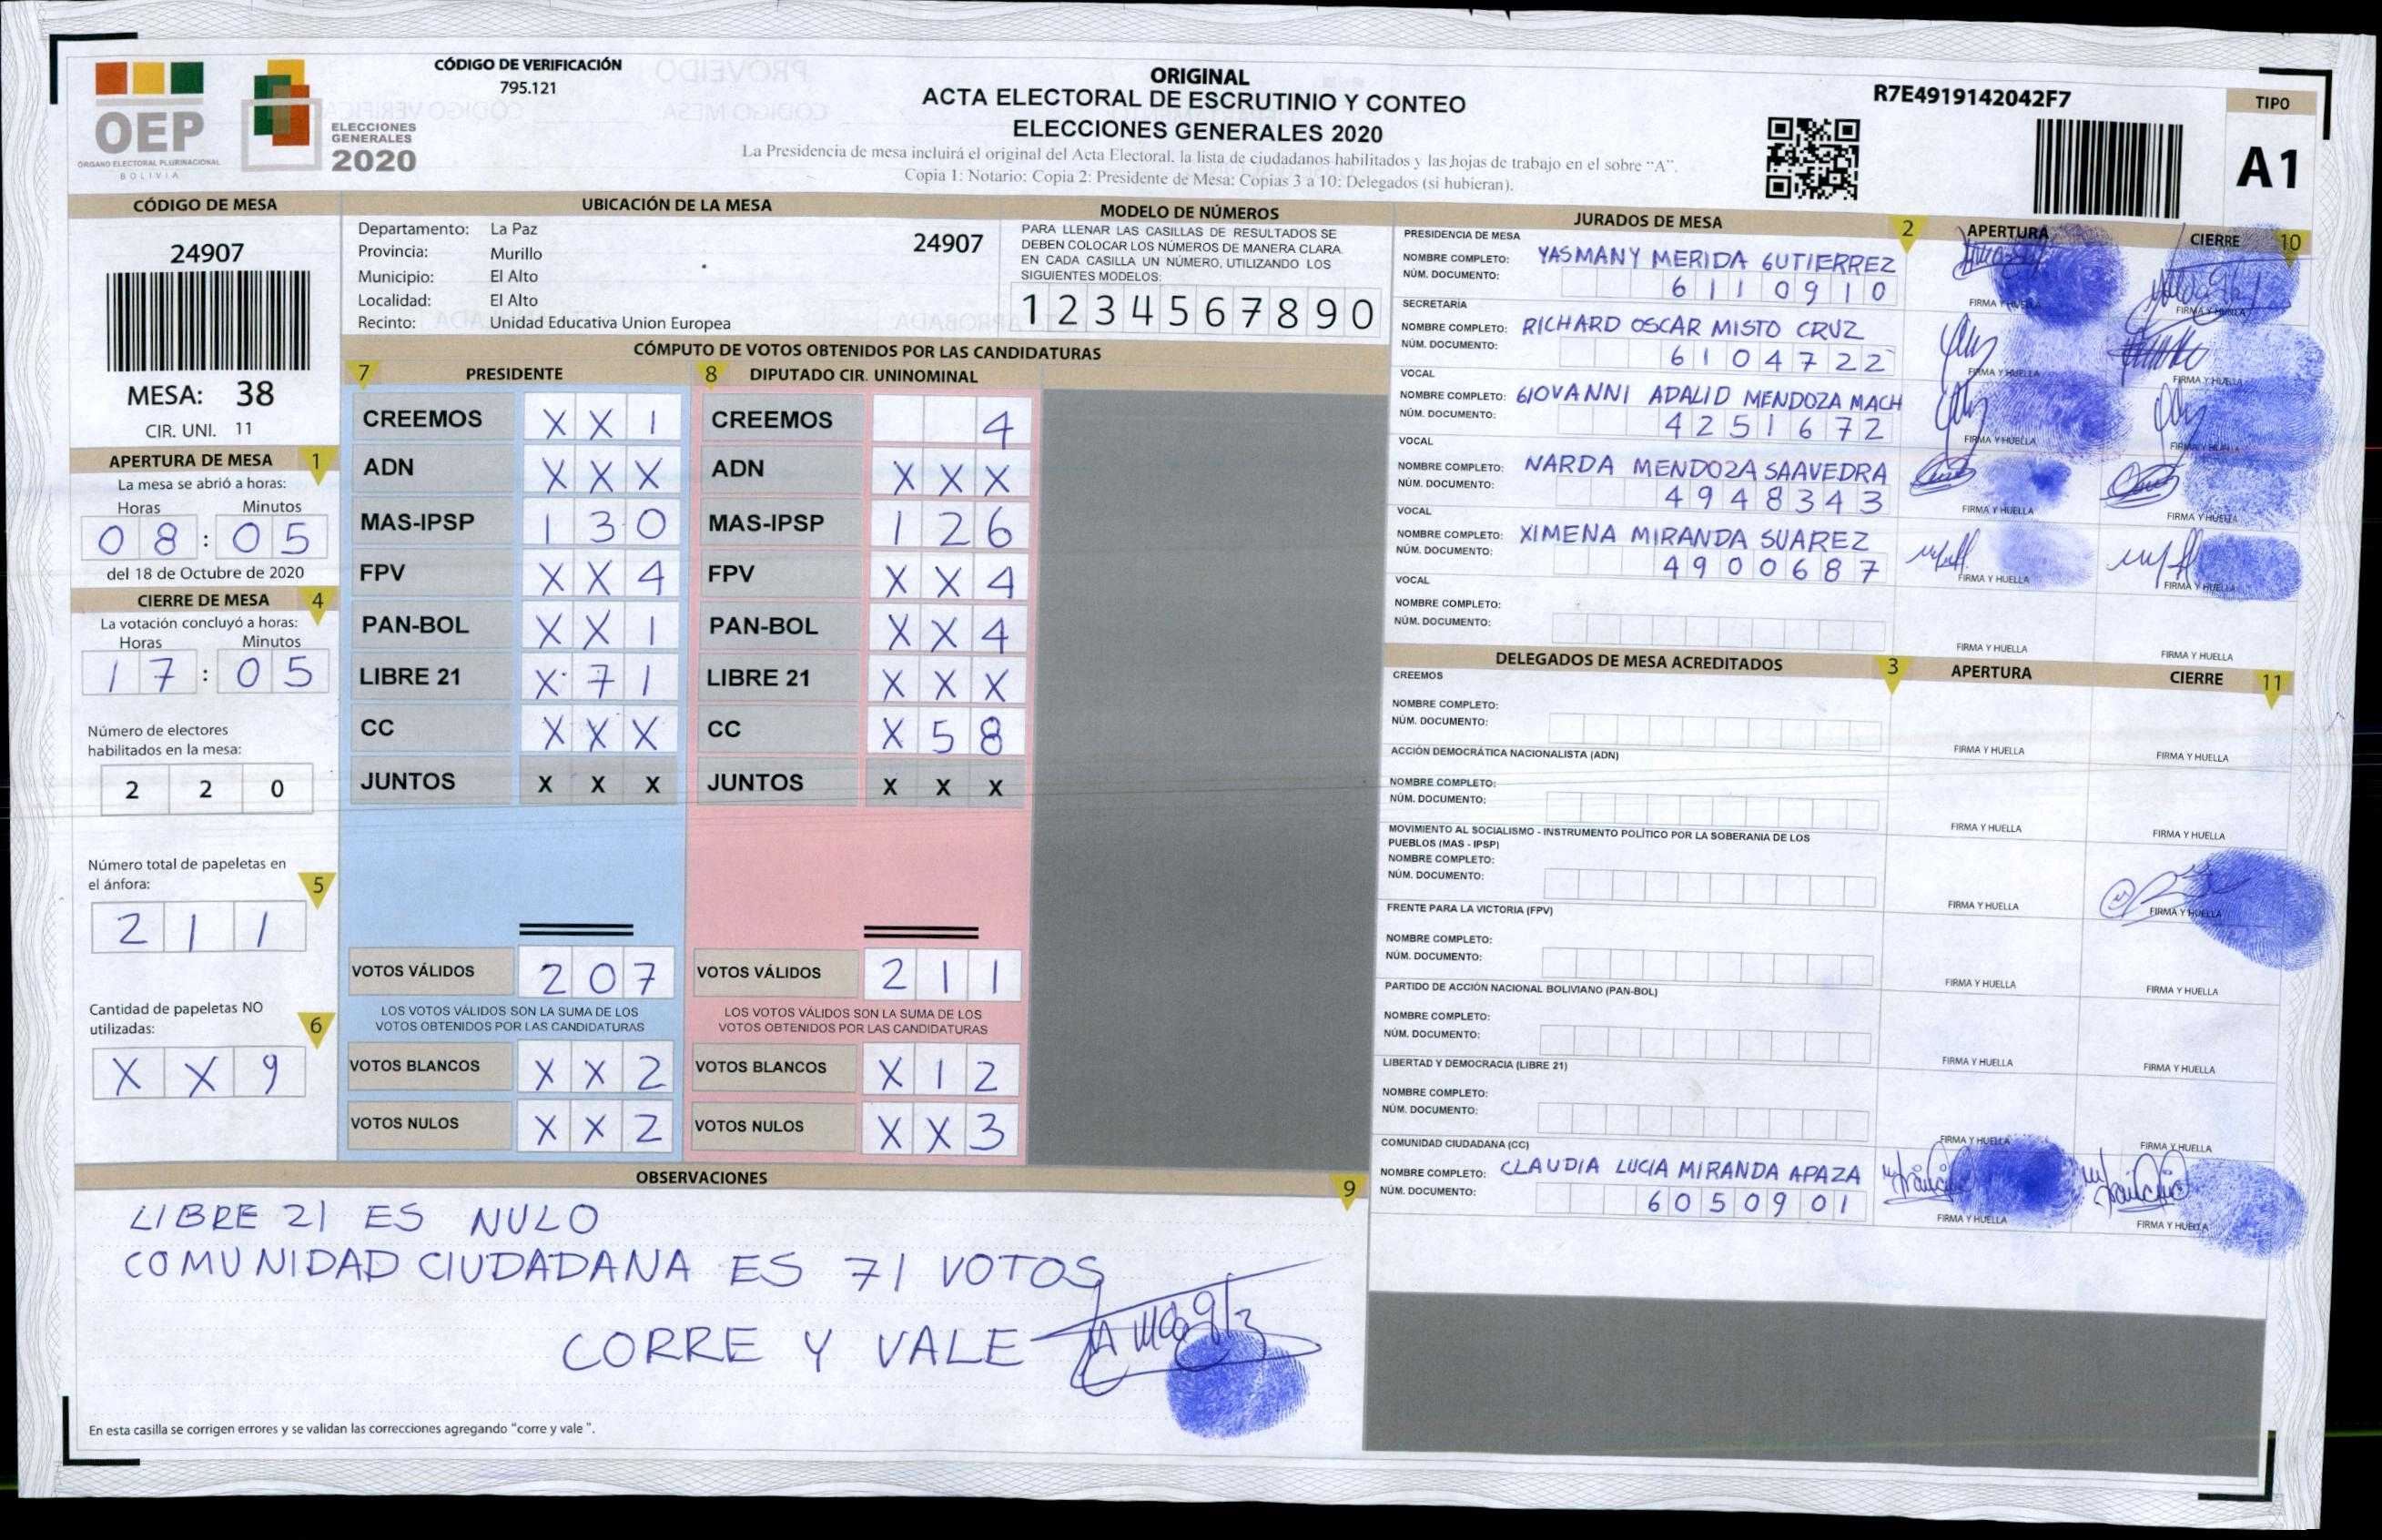 CÓDIGO DE VERIFICACIÓN
795.121
OEP
ÓRGANO ELECTORAL PLURINACIONAL
BOLIVIA
ELECCIONES
GENERALES
2020
ORIGINAL
ACTA ELECTORAL DE ESCRUTINIO Y CONTEO
ELECCIONES GENERALES 2020
La Presidencia de mesa incluirá el original del Acta Electoral, la lista de ciudadanos habilitados y las hojas de trabajo en el sobre "A".
Copia 1: Notario; Copia 2: Presidente de Mesa; Copias 3 a 10: Delegados (si hubieran).
R7E4919142042F7
TIPO
A1
CÓDIGO DE MESA
24907
MESA: 38
CIR. UNI. 11
APERTURA DE MESA 1
La mesa se abrió a horas:
Horas Minutos
08:05
del 18 de Octubre de 2020
CIERRE DE MESA 4
La votación concluyó a horas:
Horas Minutos
17:05
Número de electores
habilitados en la mesa:
2 2 0
Número total de papeletas en
el ánfora: 5
2 1 1
Cantidad de papeletas NO
utilizadas: 6
X X 9
UBICACIÓN DE LA MESA
Departamento: La Paz
24907
Provincia: Murillo
Municipio: El Alto
Localidad: El Alto
Recinto: Unidad Educativa Union Europea
MODELO DE NÚMEROS
PARA LLENAR LAS CASILLAS DE RESULTADOS SE
DEBEN COLOCAR LOS NÚMEROS DE MANERA CLARA.
EN CADA CASILLA UN NÚMERO, UTILIZANDO LOS
SIGUIENTES MODELOS:
1 2 3 4 5 6 7 8 9 0
CÓMPUTO DE VOTOS OBTENIDOS POR LAS CANDIDATURAS
7 PRESIDENTE 8 DIPUTADO CIR. UNINOMINAL
CREEMOS X X 1 CREEMOS 4
ADN X X X ADN X X X
MAS-IPSP 1 3 0 MAS-IPSP 1 2 6
FPV X X 4 FPV X X 4
PAN-BOL X X 1 PAN-BOL X X 4
LIBRE 21 X 7 1 LIBRE 21 X X X
CC X X X CC X 5 8
JUNTOS X X X JUNTOS X X X
VOTOS VÁLIDOS 2 0 7 VOTOS VÁLIDOS 2 1 1
LOS VOTOS VÁLIDOS SON LA SUMA DE LOS LOS VOTOS VÁLIDOS SON LA SUMA DE LOS
VOTOS OBTENIDOS POR LAS CANDIDATURAS VOTOS OBTENIDOS POR LAS CANDIDATURAS
VOTOS BLANCOS X X 2 VOTOS BLANCOS X 1 2
VOTOS NULOS X X 2 VOTOS NULOS X X 3
OBSERVACIONES 9
LIBRE 21 ES NULO
COMUNIDAD CIUDADANA ES 71 VOTOS
CORRE Y VALE
En esta casilla se corrigen errores y se validan las correcciones agregando "corre y vale ".
JURADOS DE MESA 2 APERTURA CIERRE 10
PRESIDENCIA DE MESA
NOMBRE COMPLETO: YASMANY MERIDA GUTIERREZ
NÚM. DOCUMENTO: 6110910
FIRMA Y HUELLA FIRMA Y HUELLA
SECRETARÍA
NOMBRE COMPLETO: RICHARD OSCAR MISTO CRUZ
NÚM. DOCUMENTO: 6104722
FIRMA Y HUELLA FIRMA Y HUELLA
VOCAL
NOMBRE COMPLETO: GIOVANNI ADALID MENDOZA MACH
NÚM. DOCUMENTO: 4251672
FIRMA Y HUELLA FIRMA Y HUELLA
VOCAL
NOMBRE COMPLETO: NARDA MENDOZA SAAVEDRA
NÚM. DOCUMENTO: 4948343
FIRMA Y HUELLA FIRMA Y HUELLA
VOCAL
NOMBRE COMPLETO: XIMENA MIRANDA SUAREZ
NÚM. DOCUMENTO: 4900687
FIRMA Y HUELLA FIRMA Y HUELLA
VOCAL
NOMBRE COMPLETO:
NÚM. DOCUMENTO:
FIRMA Y HUELLA FIRMA Y HUELLA
DELEGADOS DE MESA ACREDITADOS 3 APERTURA CIERRE 11
CREEMOS
NOMBRE COMPLETO:
NÚM. DOCUMENTO:
FIRMA Y HUELLA FIRMA Y HUELLA
ACCIÓN DEMOCRÁTICA NACIONALISTA (ADN)
NOMBRE COMPLETO:
NÚM. DOCUMENTO:
FIRMA Y HUELLA FIRMA Y HUELLA
MOVIMIENTO AL SOCIALISMO - INSTRUMENTO POLÍTICO POR LA SOBERANIA DE LOS
PUEBLOS (MAS - IPSP)
NOMBRE COMPLETO:
NÚM. DOCUMENTO:
FIRMA Y HUELLA FIRMA Y HUELLA
FRENTE PARA LA VICTORIA (FPV)
NOMBRE COMPLETO:
NÚM. DOCUMENTO:
FIRMA Y HUELLA FIRMA Y HUELLA
PARTIDO DE ACCIÓN NACIONAL BOLIVIANO (PAN-BOL)
NOMBRE COMPLETO:
NÚM. DOCUMENTO:
FIRMA Y HUELLA FIRMA Y HUELLA
LIBERTAD Y DEMOCRACIA (LIBRE 21)
NOMBRE COMPLETO:
NÚM. DOCUMENTO:
FIRMA Y HUELLA FIRMA Y HUELLA
COMUNIDAD CIUDADANA (CC)
NOMBRE COMPLETO: CLAUDIA LUCIA MIRANDA APAZA
NÚM. DOCUMENTO: 6050901
FIRMA Y HUELLA FIRMA Y HUELLA